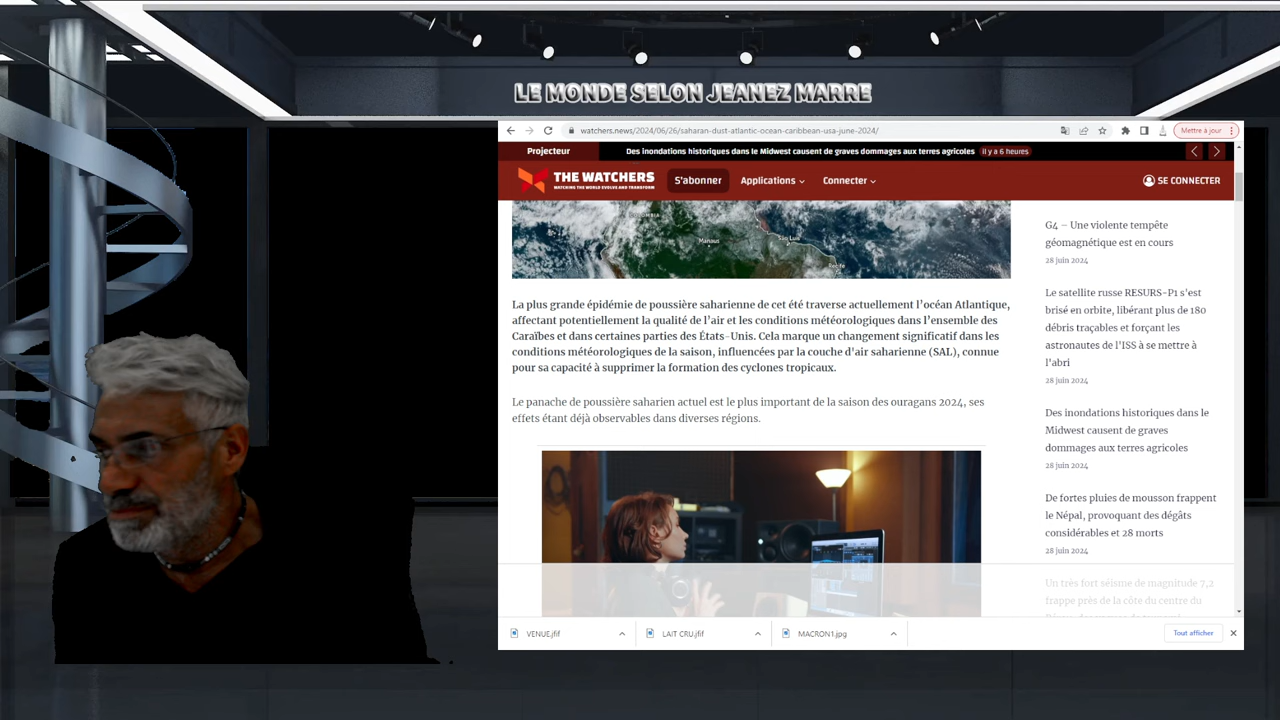 LE MONDE SELON JEANEZ MARRE
watchers.news/2024/06/26/saharan-dust-atlantic-ocean-caribbean-usa-june-2024/
Mettre à jour
Projecteur
Des inondations historiques dans le Midwest causent de graves dommages aux terres agricoles
Il y a 6 heures
THE WATCHERS
WATCHING THE WORLD EVOLVE AND TRANSFORM
S'abonner
Applications
Connecter
SE CONNECTER
COLUMBIA
Manaus
São Luis
Recife
La plus grande épidémie de poussière saharienne de cet été traverse actuellement l'océan Atlantique,
affectant potentiellement la qualité de l'air et les conditions météorologiques dans l'ensemble des
Caraïbes et dans certaines parties des États-Unis. Cela marque un changement significatif dans les
conditions météorologiques de la saison, influencées par la couche d'air saharienne (SAL), connue
pour sa capacité à supprimer la formation des cyclones tropicaux.
Le panache de poussière saharien actuel est le plus important de la saison des ouragans 2024, ses
effets étant déjà observables dans diverses régions.
G4 – Une violente tempête
géomagnétique est en cours
28 juin 2024
Le satellite russe RESURS-P1 s'est
brisé en orbite, libérant plus de 180
débris traçables et forçant les
astronautes de l'ISS à se mettre à
l'abri
28 juin 2024
Des inondations historiques dans le
Midwest causent de graves
dommages aux terres agricoles
28 juin 2024
De fortes pluies de mousson frappent
le Népal, provoquant des dégâts
considérables et 28 morts
28 juin 2024
Un très fort séisme de magnitude 7,2
frappe près de la côte du centre du
VENUE.jfif
LAIT CRU.jfif
MACRON1.jpg
Tout afficher